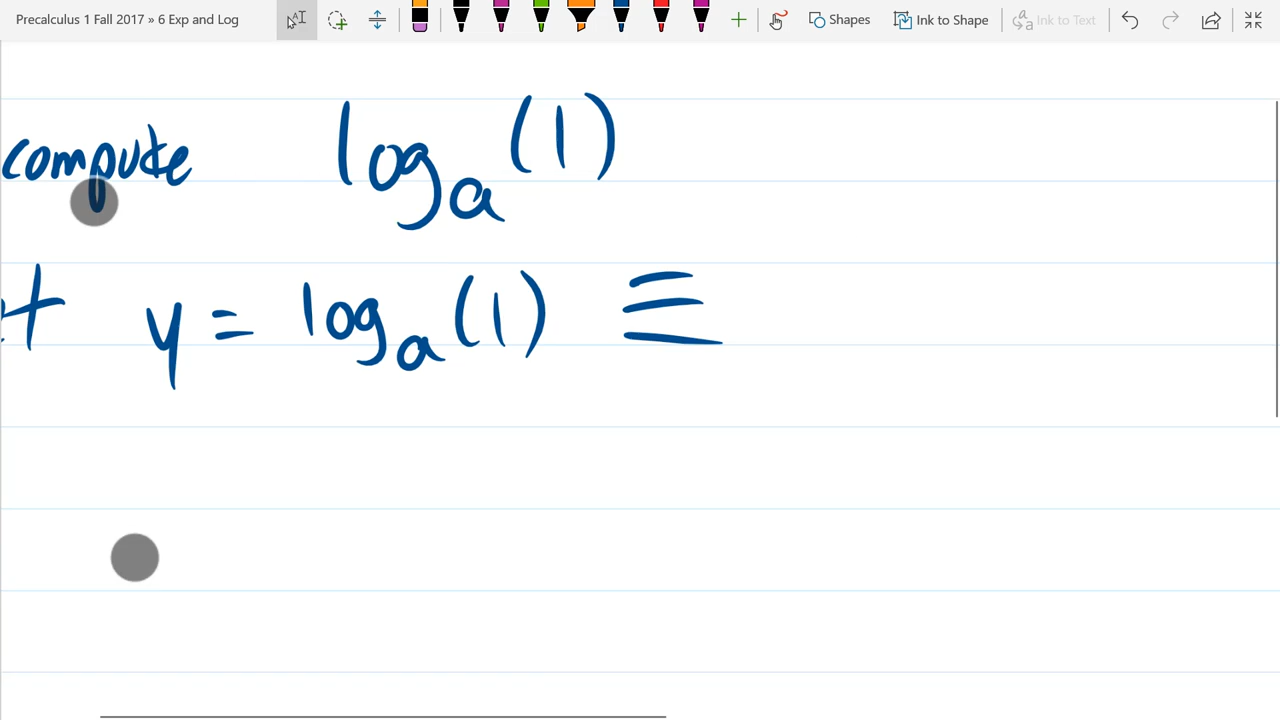 Precalculus 1 Fall 2017 » 6 Exp and Log Shapes Ink to Shape Ink to Text
compute log_a (1)
t y = log_a (1) ≡